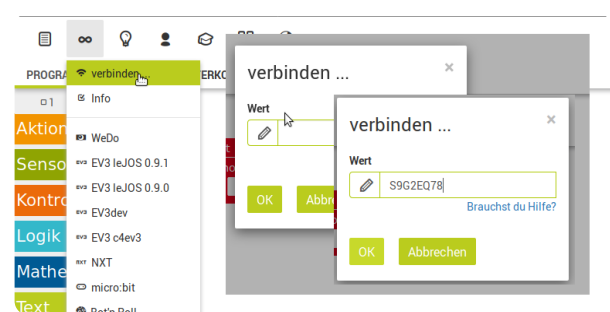 PROGRA
ERKO
verbinden ...
Info
WeDo
EV3 leJOS 0.9.1
EV3 leJOS 0.9.0
EV3dev
EV3 c4ev3
NXT
micro:bit
1
Aktion
Senso
Kontro
Logik
Mathe
Text
verbinden ...
×
Wert
OK
Abbr
verbinden ...
×
Wert
S9G2EQ78
Brauchst du Hilfe?
OK
Abbrechen